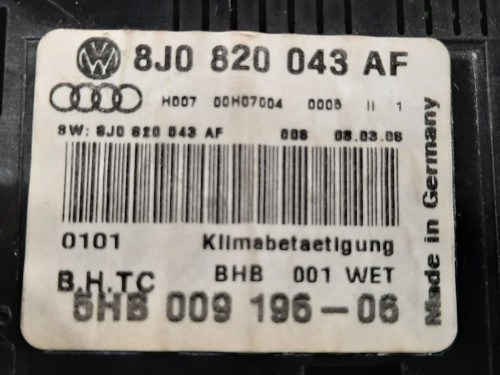 8J0 820 043 AF
H007 00H07004 0005 II 1
SW: 8J0 820 043 AF 008 08.03.08
0101 Klimabetaetigung
B.H.TC BHB 001 WET
5HB 009 196-06
Made in Germany